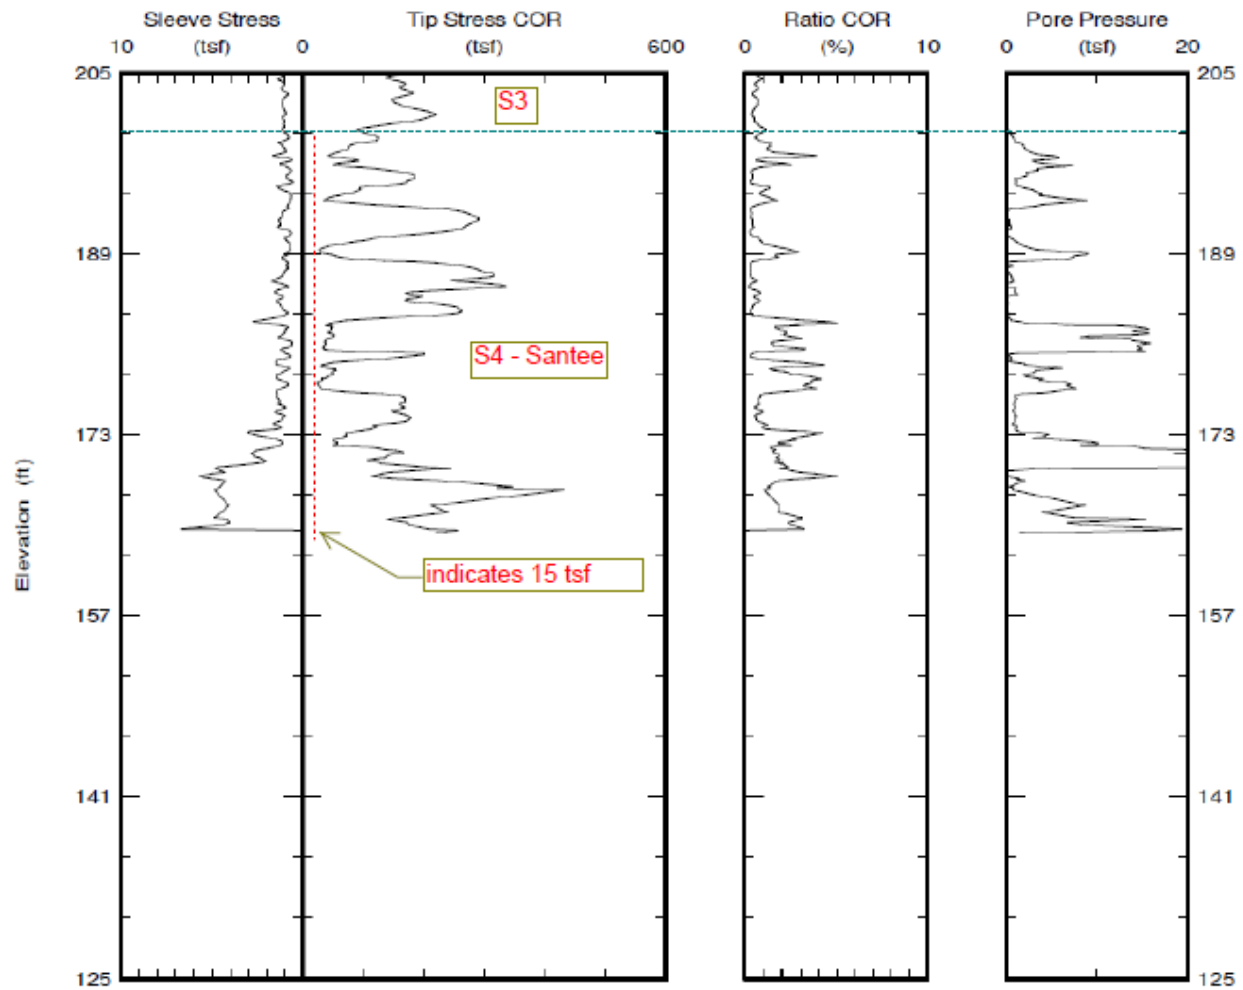 Sleeve Stress Tip Stress COR Ratio COR Pore Pressure
10 (tsf) 0 (tsf) 600 0 (%) 10 0 (tsf) 20
205 205
S3
189 189
S4 - Santee
173 173
Elevation (ft)
indicates 15 tsf
157 157
141 141
125 125